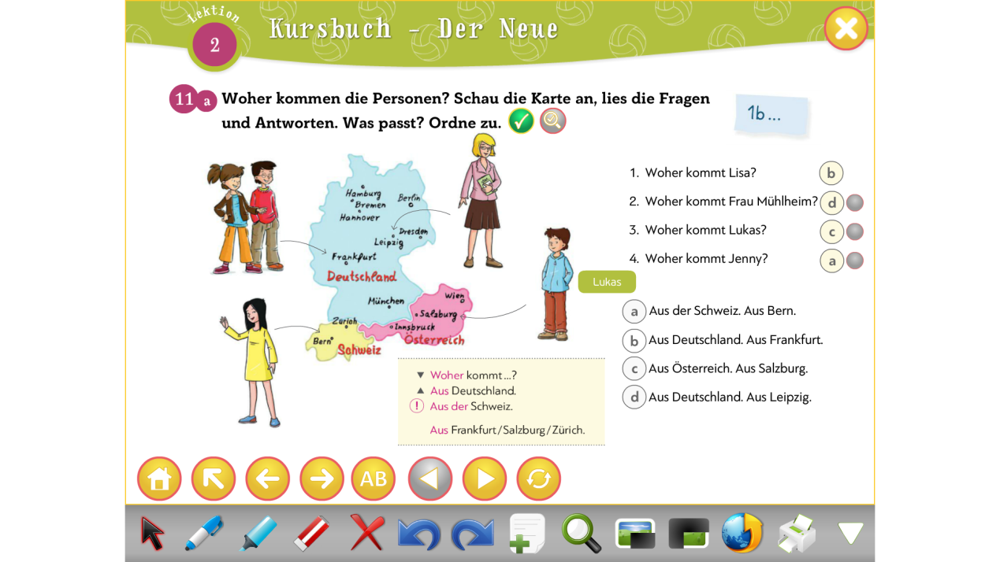 Lektion
2
Kursbuch - Der Neue
11 a Woher kommen die Personen? Schau die Karte an, lies die Fragen
und Antworten. Was passt? Ordne zu.
1b ...
1. Woher kommt Lisa? b
2. Woher kommt Frau Mühlheim? d
3. Woher kommt Lukas? c
4. Woher kommt Jenny? a
Hamburg
Bremen
Berlin
Hannover
Dresden
Leipzig
Frankfurt
Deutschland
München
Wien
Salzburg
Zürich
Innsbruck
Bern
Schweiz
Österreich
Lukas
a Aus der Schweiz. Aus Bern.
b Aus Deutschland. Aus Frankfurt.
c Aus Österreich. Aus Salzburg.
d Aus Deutschland. Aus Leipzig.
▼ Woher kommt ...?
▲ Aus Deutschland.
! Aus der Schweiz.
Aus Frankfurt/Salzburg/Zürich.
AB